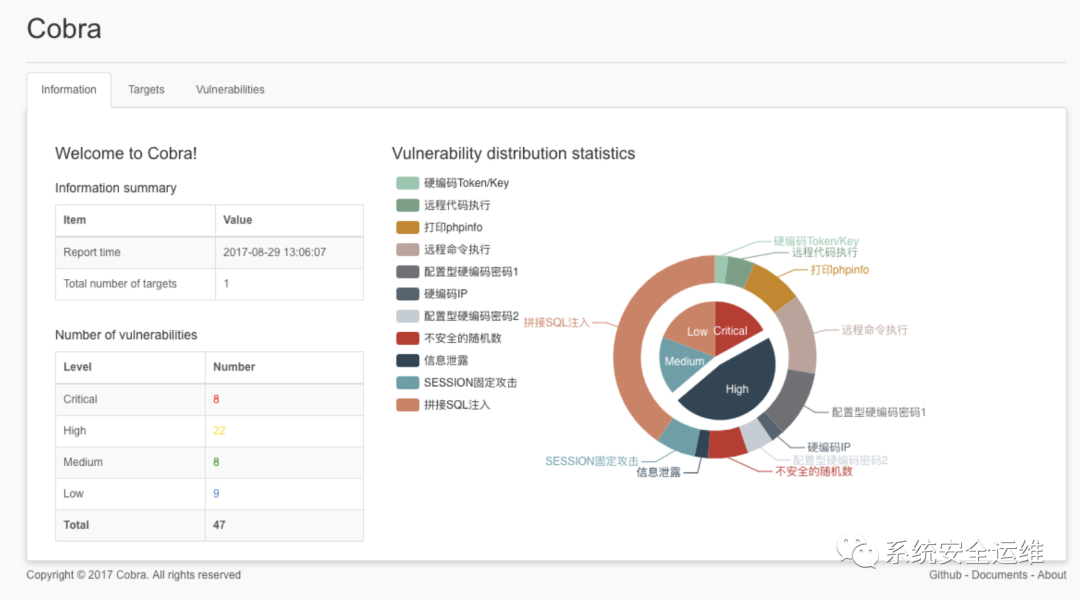 Cobra
Information Targets Vulnerabilities
Welcome to Cobra!
Information summary
Item Value
Report time 2017-08-29 13:06:07
Total number of targets 1
Number of vulnerabilities
Level Number
Critical 8
High 22
Medium 8
Low 9
Total 47
Vulnerability distribution statistics
硬编码Token/Key
远程代码执行
打印phpinfo
远程命令执行
配置型硬编码密码1
硬编码IP
配置型硬编码密码2
不安全的随机数
信息泄露
SESSION固定攻击
拼接SQL注入
硬编码Token/Key
远程代码执行
打印phpinfo
拼接SQL注入
远程命令执行
Low Critical
Medium
High
配置型硬编码密码1
硬编码IP
配置型硬编码密码2
SESSION固定攻击
信息泄露
不安全的随机数
系统安全运维
Copyright © 2017 Cobra. All rights reserved
Github - Documents - About